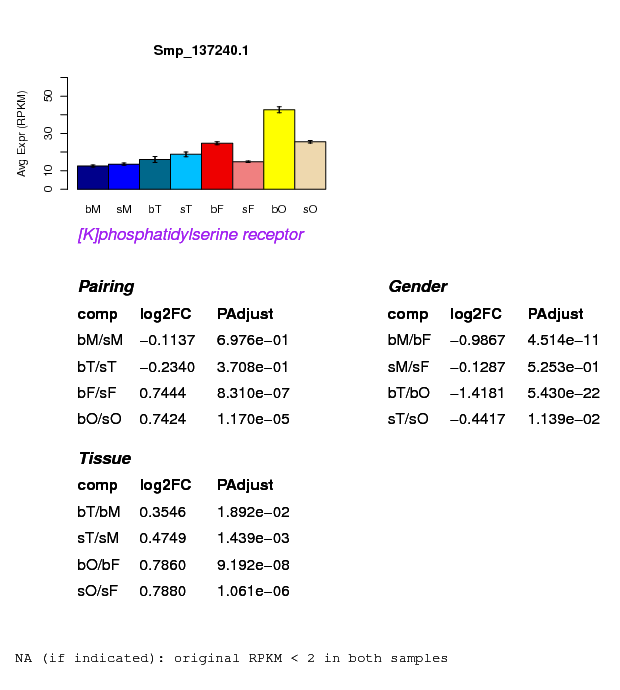 Smp_137240.1
Avg Expr (RPKM)
50
30
10
0
bM sM bT sT bF sF bO sO
[K]phosphatidylserine receptor
Pairing
comp log2FC PAdjust
bM/sM −0.1137 6.976e−01
bT/sT −0.2340 3.708e−01
bF/sF 0.7444 8.310e−07
bO/sO 0.7424 1.170e−05
Gender
comp log2FC PAdjust
bM/bF −0.9867 4.514e−11
sM/sF −0.1287 5.253e−01
bT/bO −1.4181 5.430e−22
sT/sO −0.4417 1.139e−02
Tissue
comp log2FC PAdjust
bT/bM 0.3546 1.892e−02
sT/sM 0.4749 1.439e−03
bO/bF 0.7860 9.192e−08
sO/sF 0.7880 1.061e−06
NA (if indicated): original RPKM < 2 in both samples